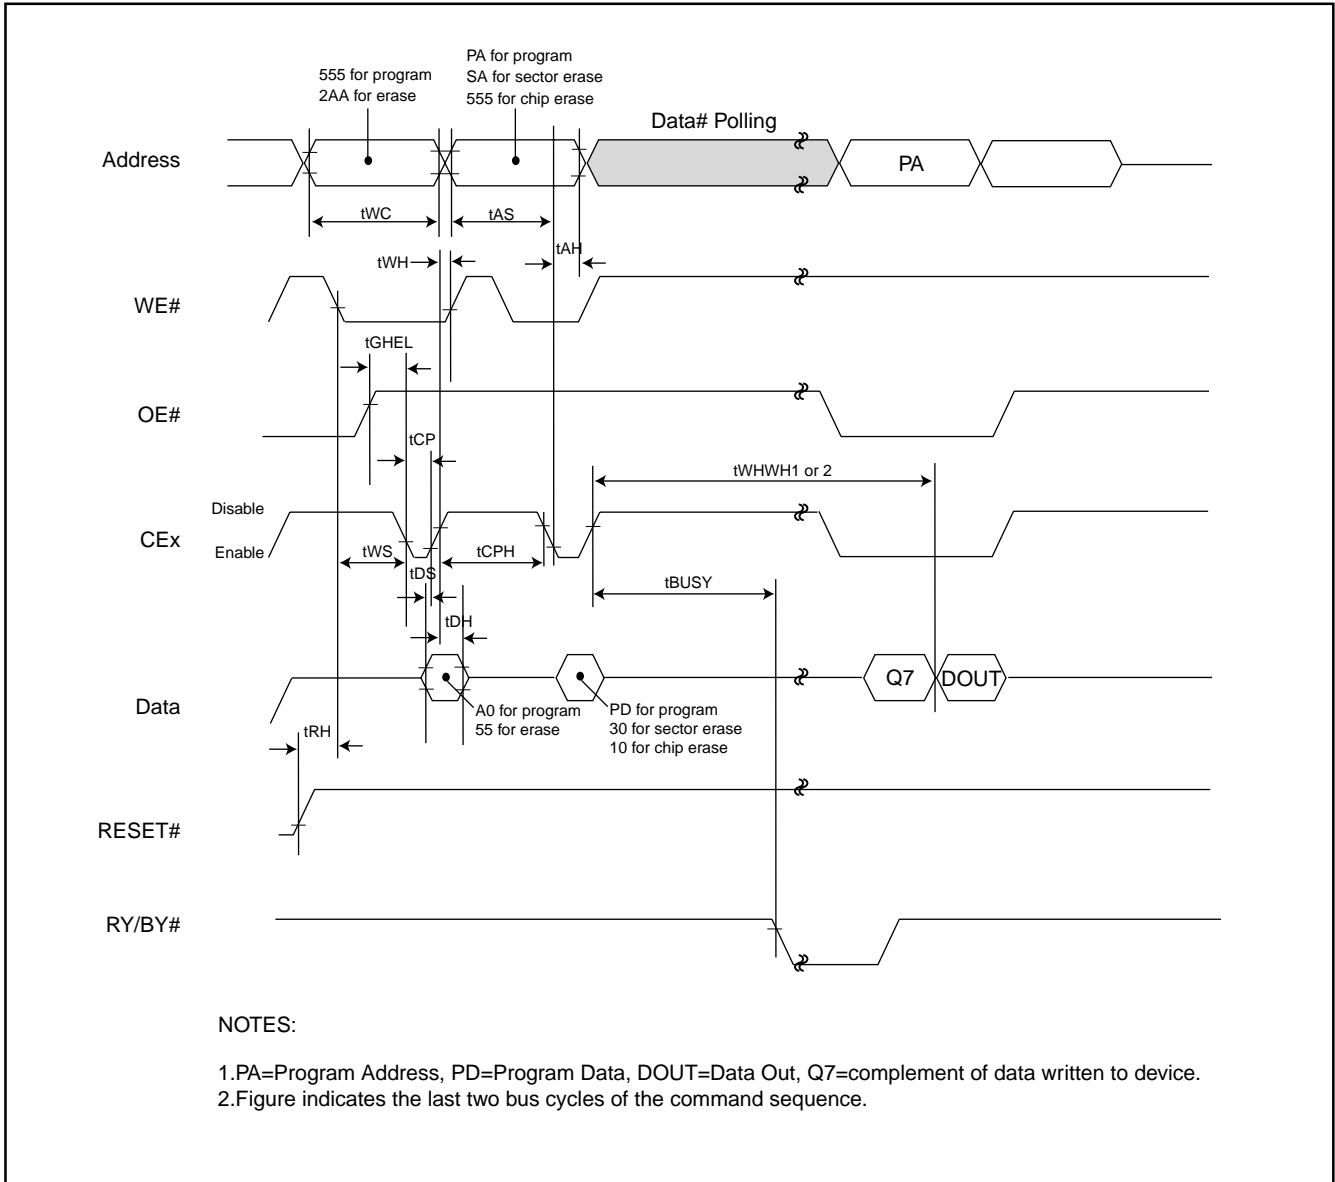 555 for program
2AA for erase
PA for program
SA for sector erase
555 for chip erase
Data# Polling
Address
PA
tWC
tAS
tAH
tWH
WE#
tGHEL
OE#
tCP
tWHWH1 or 2
Disable
CEx
Enable
tWS
tCPH
tDS
tBUSY
tDH
Q7
DOUT
Data
A0 for program
55 for erase
PD for program
30 for sector erase
10 for chip erase
tRH
RESET#
RY/BY#
NOTES:
1.PA=Program Address, PD=Program Data, DOUT=Data Out, Q7=complement of data written to device.
2.Figure indicates the last two bus cycles of the command sequence.